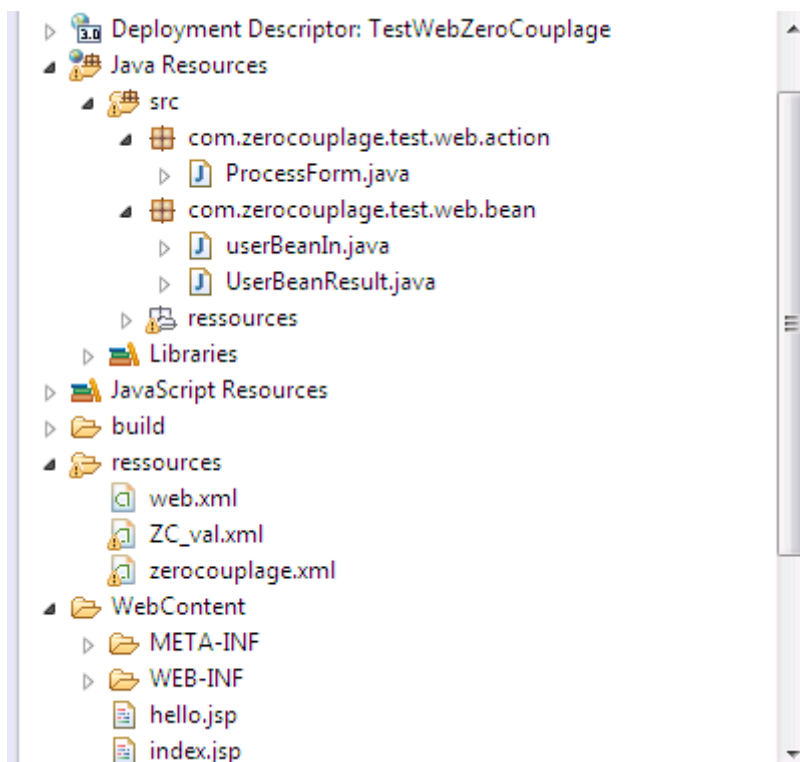 3.0 Deployment Descriptor: TestWebZeroCouplage
Java Resources
src
com.zerocouplage.test.web.action
J ProcessForm.java
com.zerocouplage.test.web.bean
J userBeanIn.java
J UserBeanResult.java
ressources
Libraries
JavaScript Resources
build
ressources
web.xml
ZC_val.xml
zerocouplage.xml
WebContent
META-INF
WEB-INF
hello.jsp
index.jsp